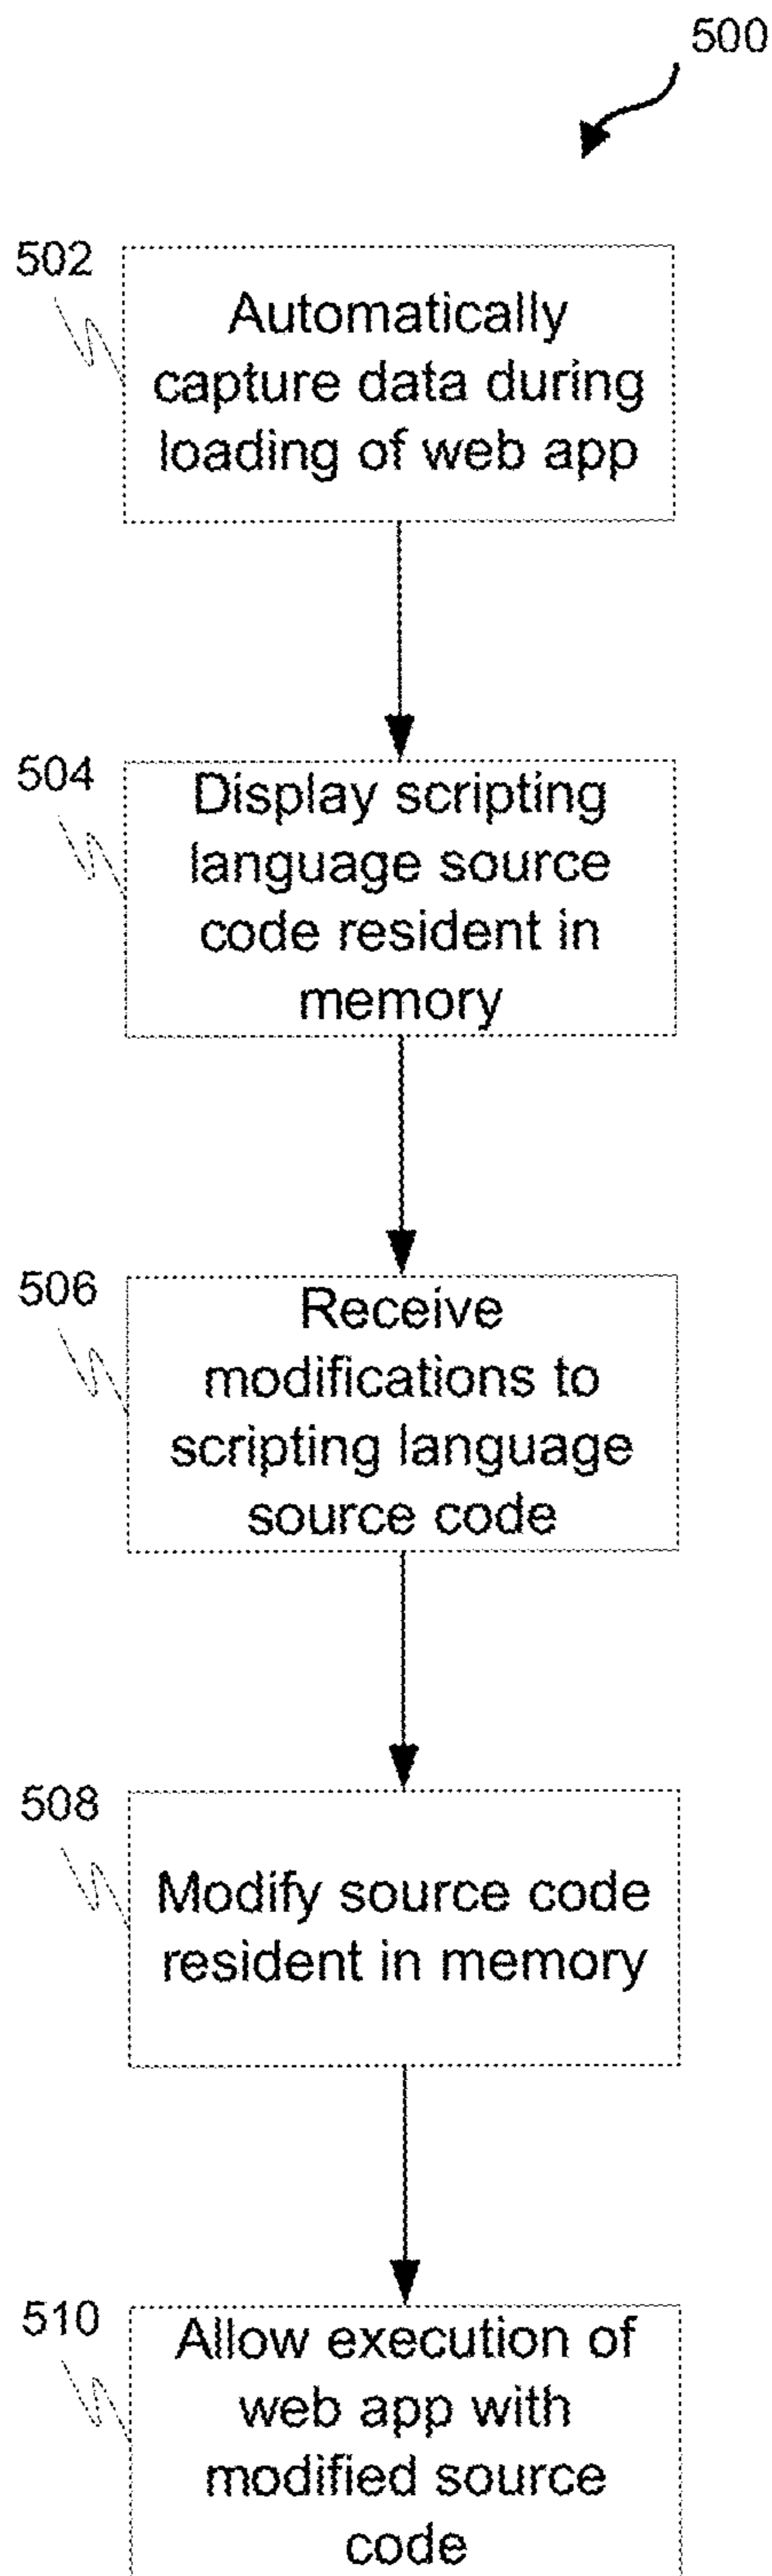 500
502
Automatically
capture data during
loading of web app
504
Display scripting
language source
code resident in
memory
506
Receive
modifications to
scripting language
source code
508
Modify source code
resident in memory
510
Allow execution of
web app with
modified source
code